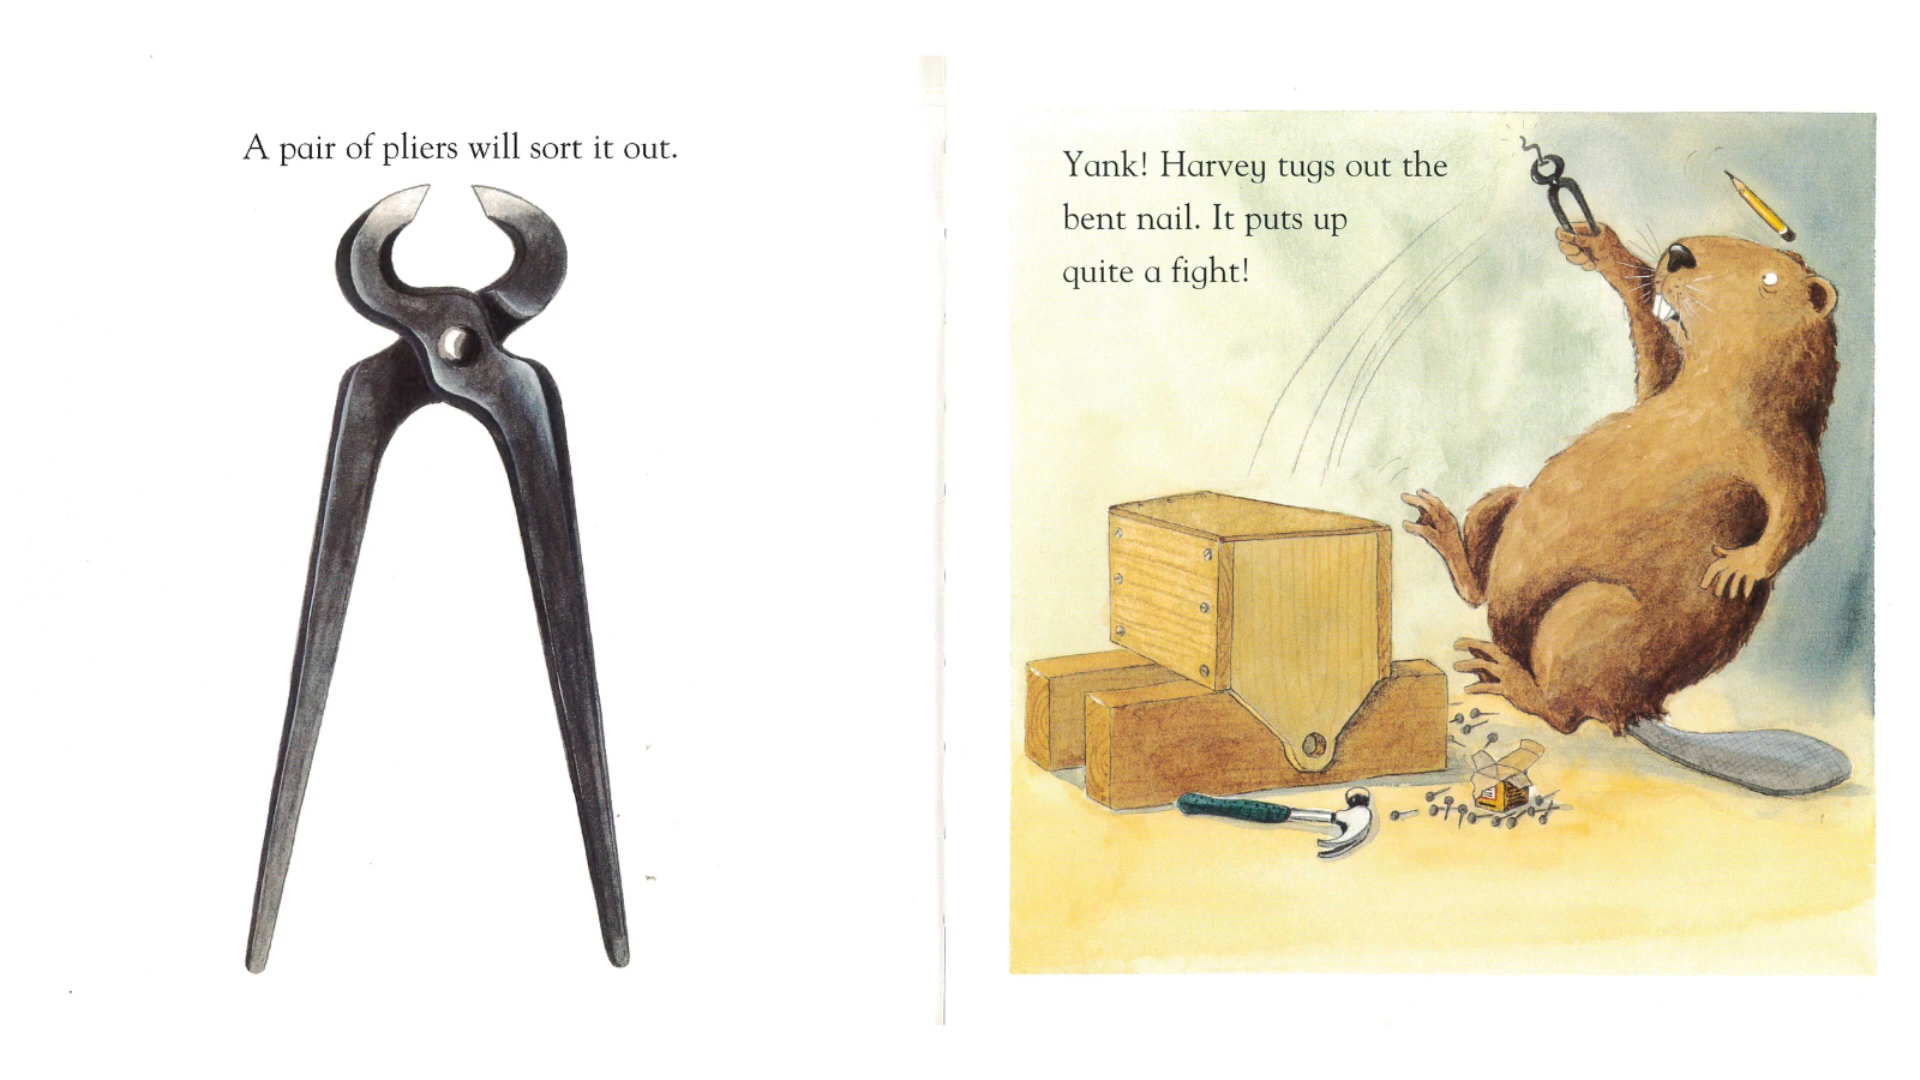 A pair of pliers will sort it out.
Yank! Harvey tugs out the
bent nail. It puts up
quite a fight!